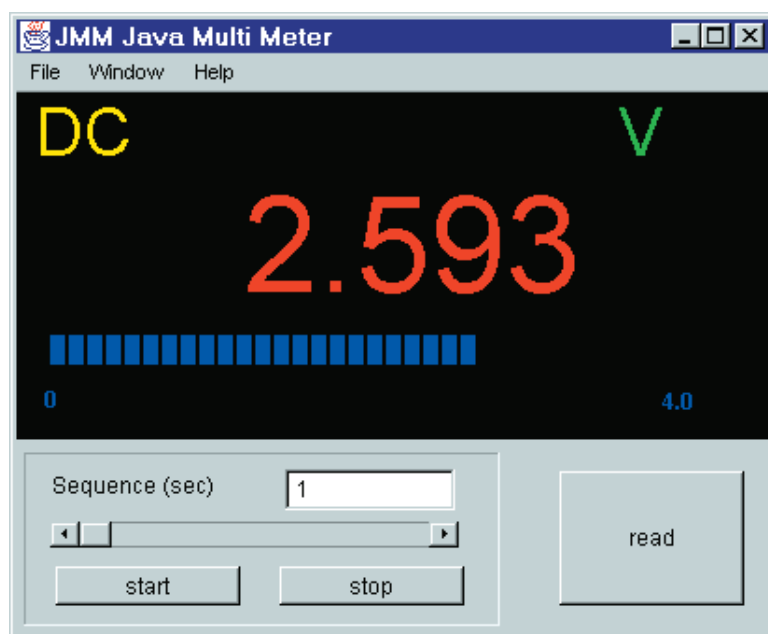 JMM Java Multi Meter
File Window Help
DC V
2.593
0 4.0
Sequence (sec) 1
read
start stop